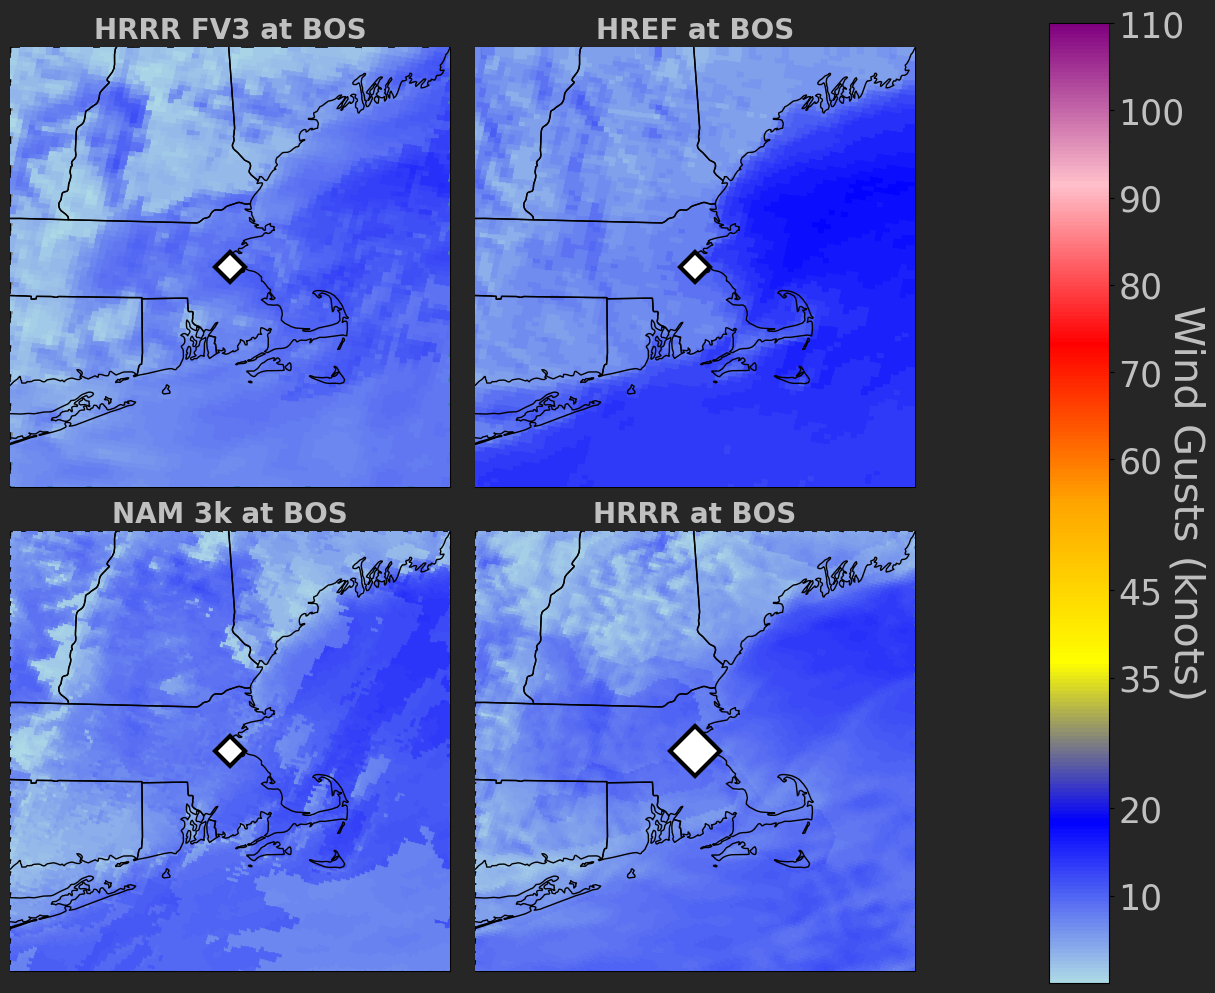 HRRR FV3 at BOS
HREF at BOS
NAM 3k at BOS
HRRR at BOS
110
100
90
80
70
60
45
35
20
10
Wind Gusts (knots)